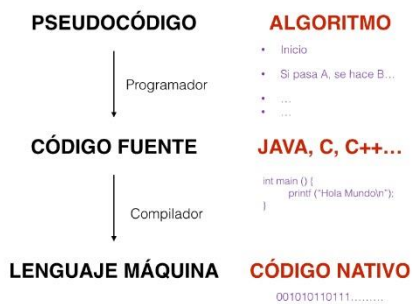 PSEUDOCÓDIGO
ALGORITMO
• Inicio
• Si pasa A, se hace B...
• ...
• ...
Programador
CÓDIGO FUENTE
JAVA, C, C++...
int main () {
printf ("Hola Mundo\n");
}
Compilador
LENGUAJE MÁQUINA
CÓDIGO NATIVO
001010110111.........